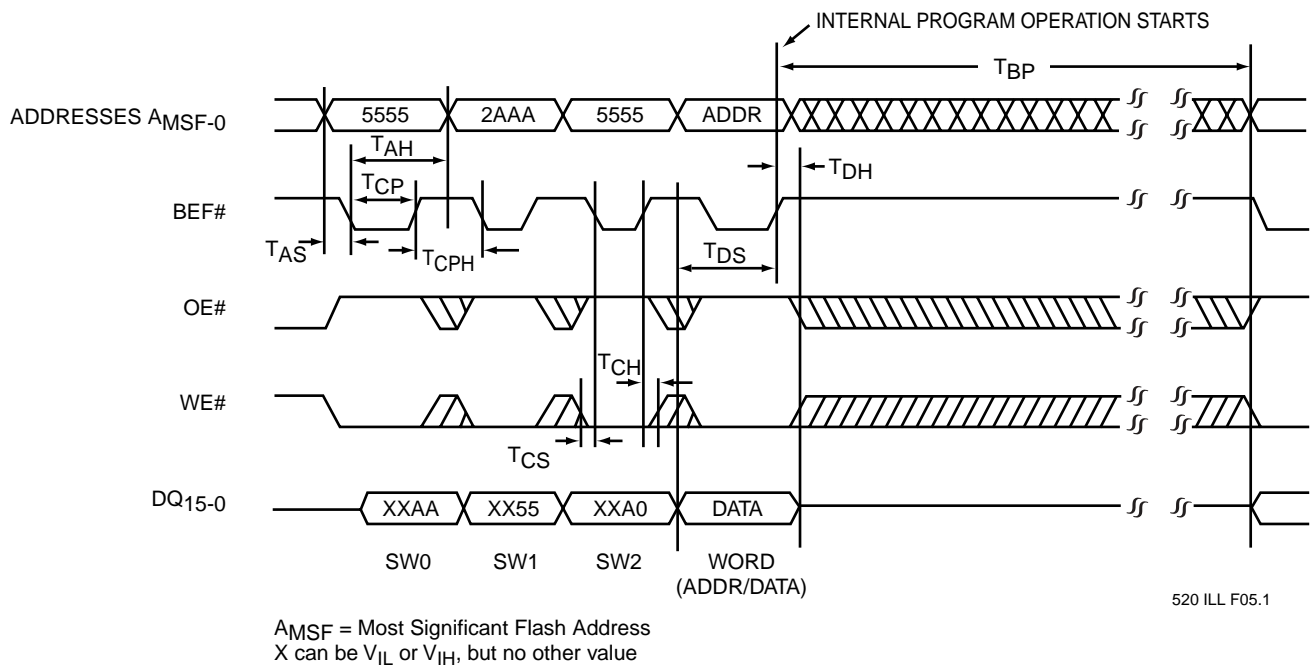 INTERNAL PROGRAM OPERATION STARTS
TBP
ADDRESSES AMSF-0
5555
2AAA
5555
ADDR
TAH
TDH
TCP
BEF#
TAS
TCPH
TDS
OE#
TCH
WE#
TCS
DQ15-0
XXAA
XX55
XXA0
DATA
SW0
SW1
SW2
WORD
(ADDR/DATA)
520 ILL F05.1
AMSF = Most Significant Flash Address
X can be VIL or VIH, but no other value